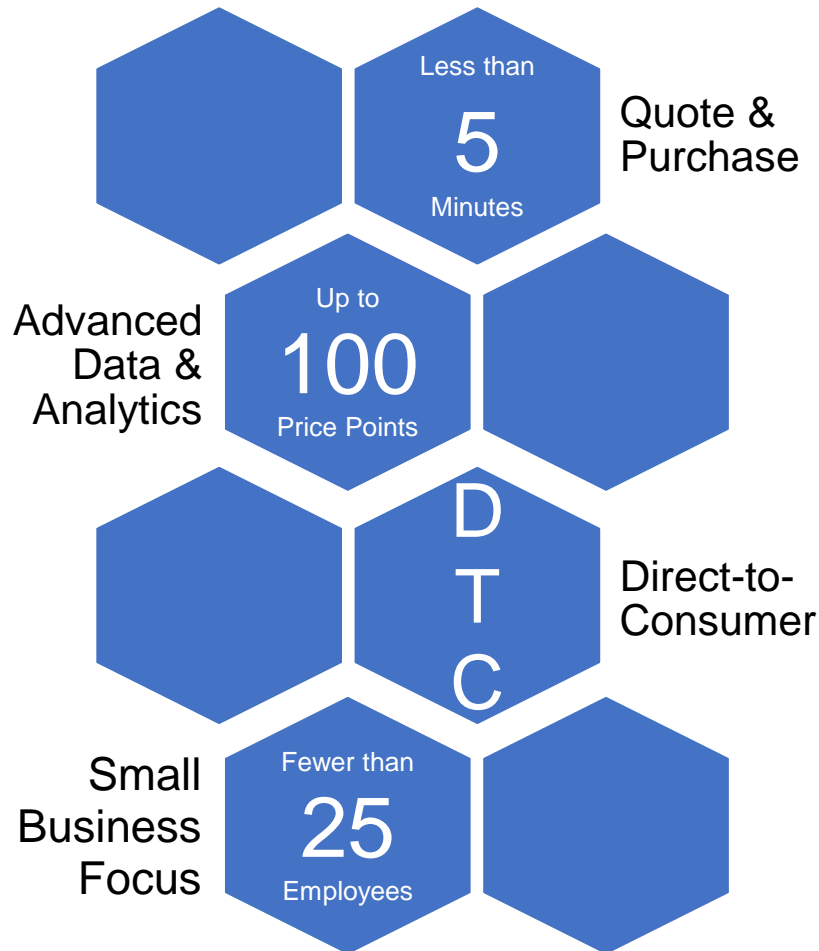 Less than
5
Minutes
Quote &
Purchase
Advanced
Data &
Analytics
Up to
100
Price Points
D
T
C
Direct-to-
Consumer
Small
Business
Focus
Fewer than
25
Employees